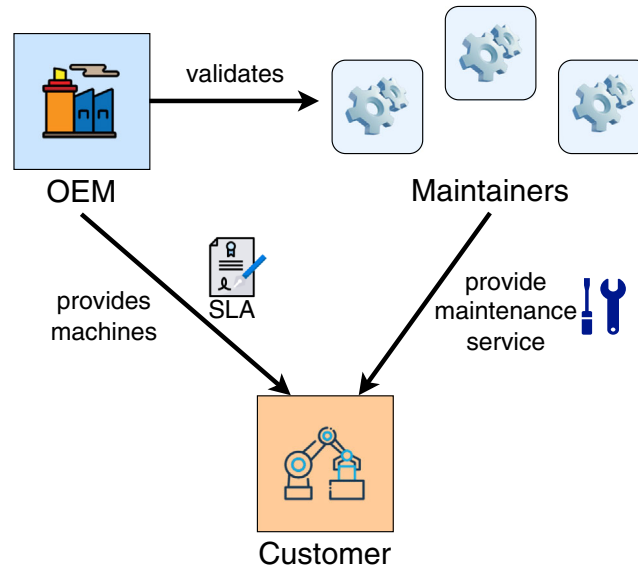 validates
OEM
Maintainers
SLA
provides
machines
provide
maintenance
service
Customer